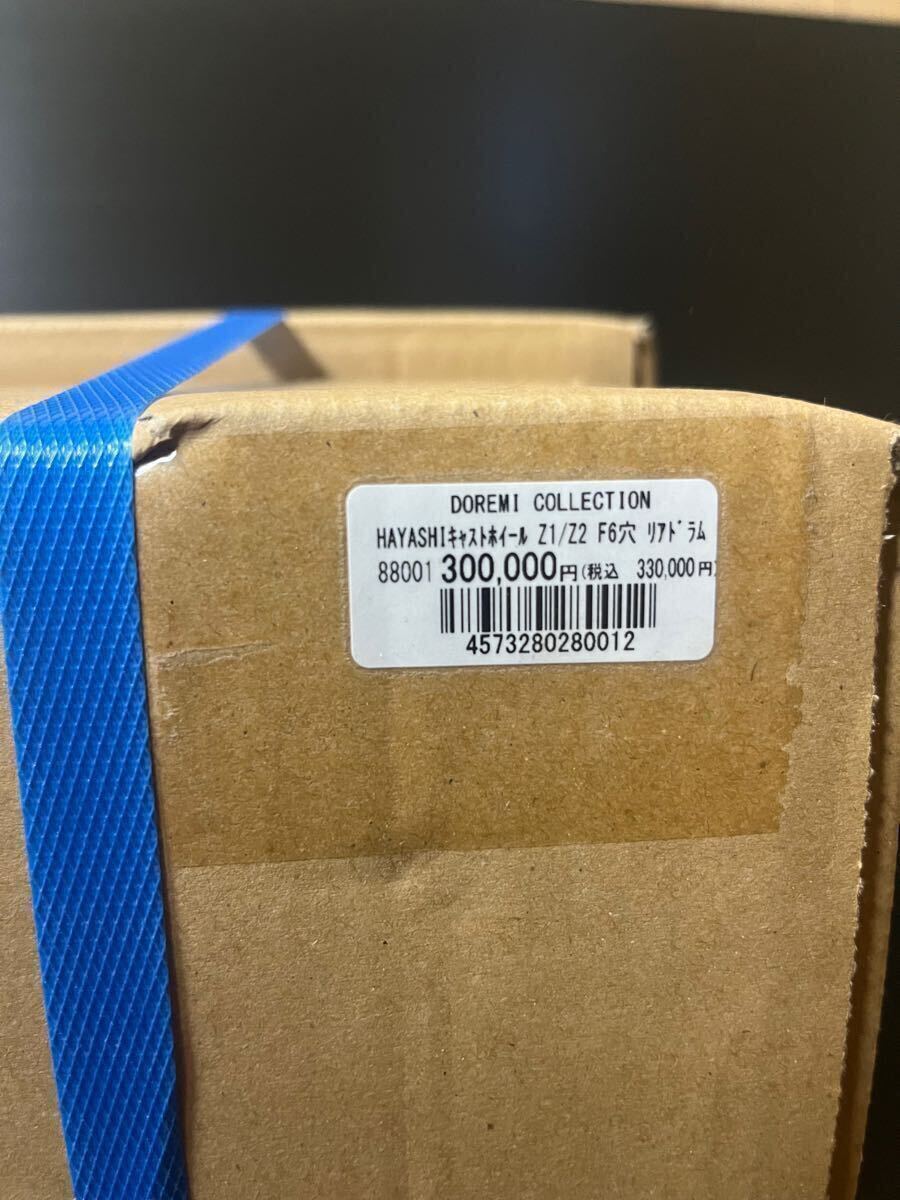 DOREMI COLLECTION
HAYASHIｷｬｽﾄﾎｲｰﾙ Z1/Z2 F6穴 ﾘｱﾄﾞﾗﾑ
88001 300,000円(税込 330,000円)
4573280280012